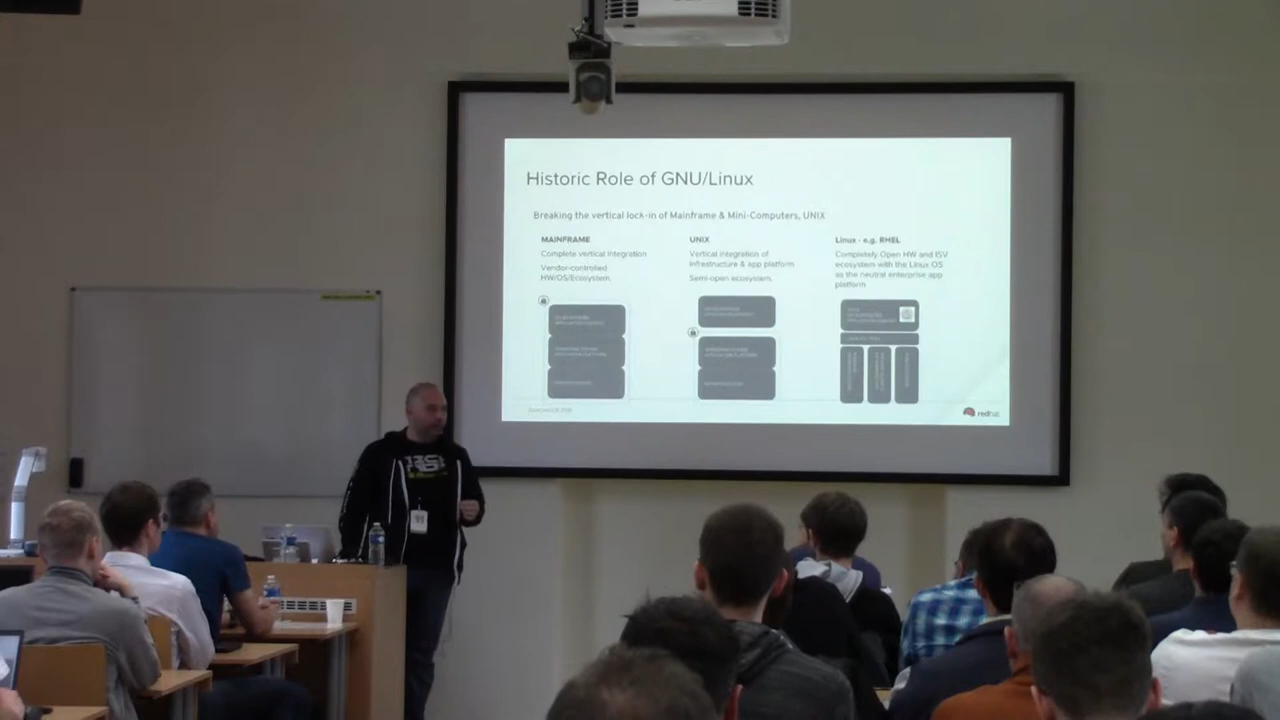 Historic Role of GNU/Linux
Breaking the vertical lock-in of Mainframe & Mini-Computers, UNIX
MAINFRAME
Complete vertical integration
Vendor-controlled
HW/OS/Ecosystem.
UNIX
Vertical integration of
infrastructure & app platform
Semi-open ecosystem.
Linux - e.g. RHEL
Completely Open HW and ISV
ecosystem with the Linux OS
as the neutral enterprise app
platform
redhat